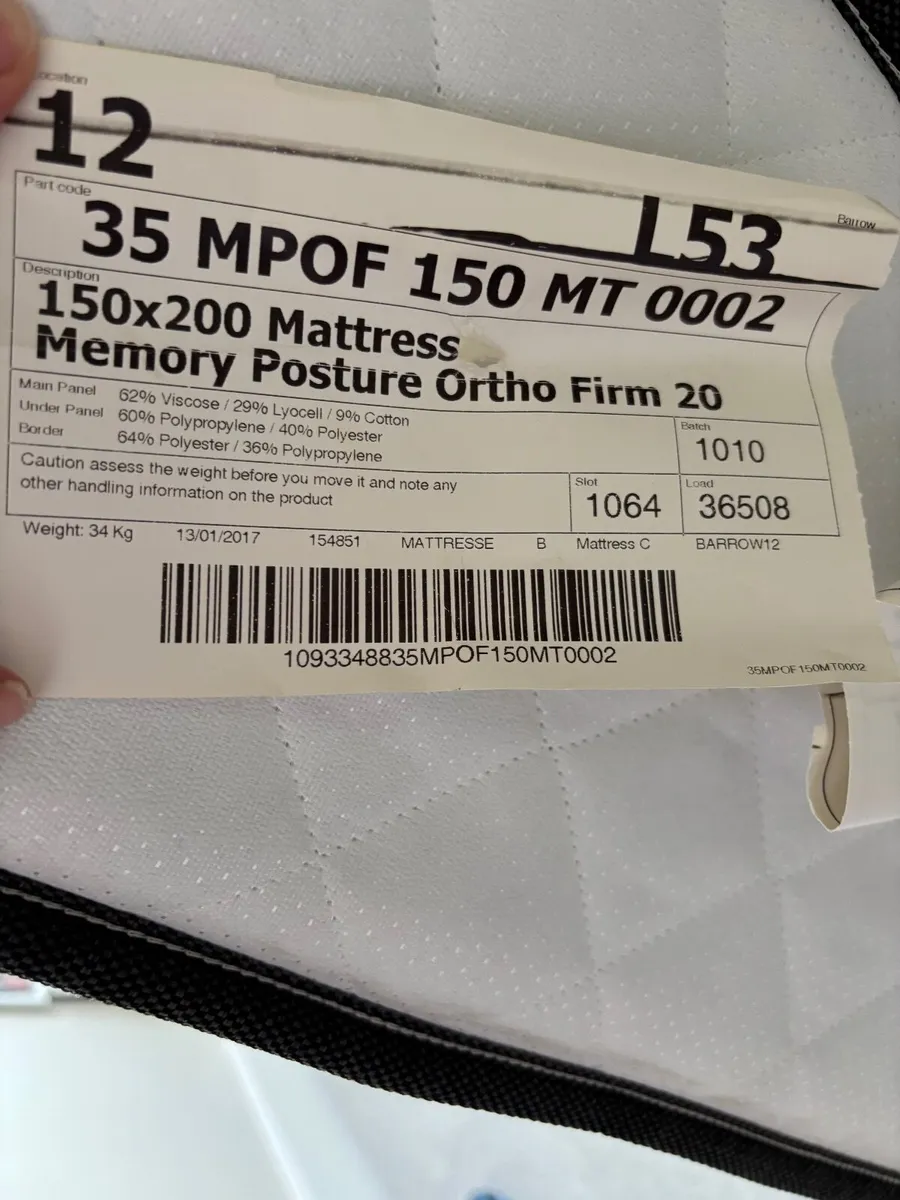 ocation
12
L53
Barrow
Part code
35 MPOF 150 MT 0002
Description
150x200 Mattress
Memory Posture Ortho Firm 20
Main Panel 62% Viscose / 29% Lyocell / 9% Cotton
Under Panel 60% Polypropylene / 40% Polyester
Border 64% Polyester / 36% Polypropylene
Batch
1010
Caution assess the weight before you move it and note any
other handling information on the product
Slot
1064
Load
36508
Weight: 34 Kg 13/01/2017 154851 MATTRESSE B Mattress C BARROW12
1093348835MPOF150MT0002
35MPOF150MT0002